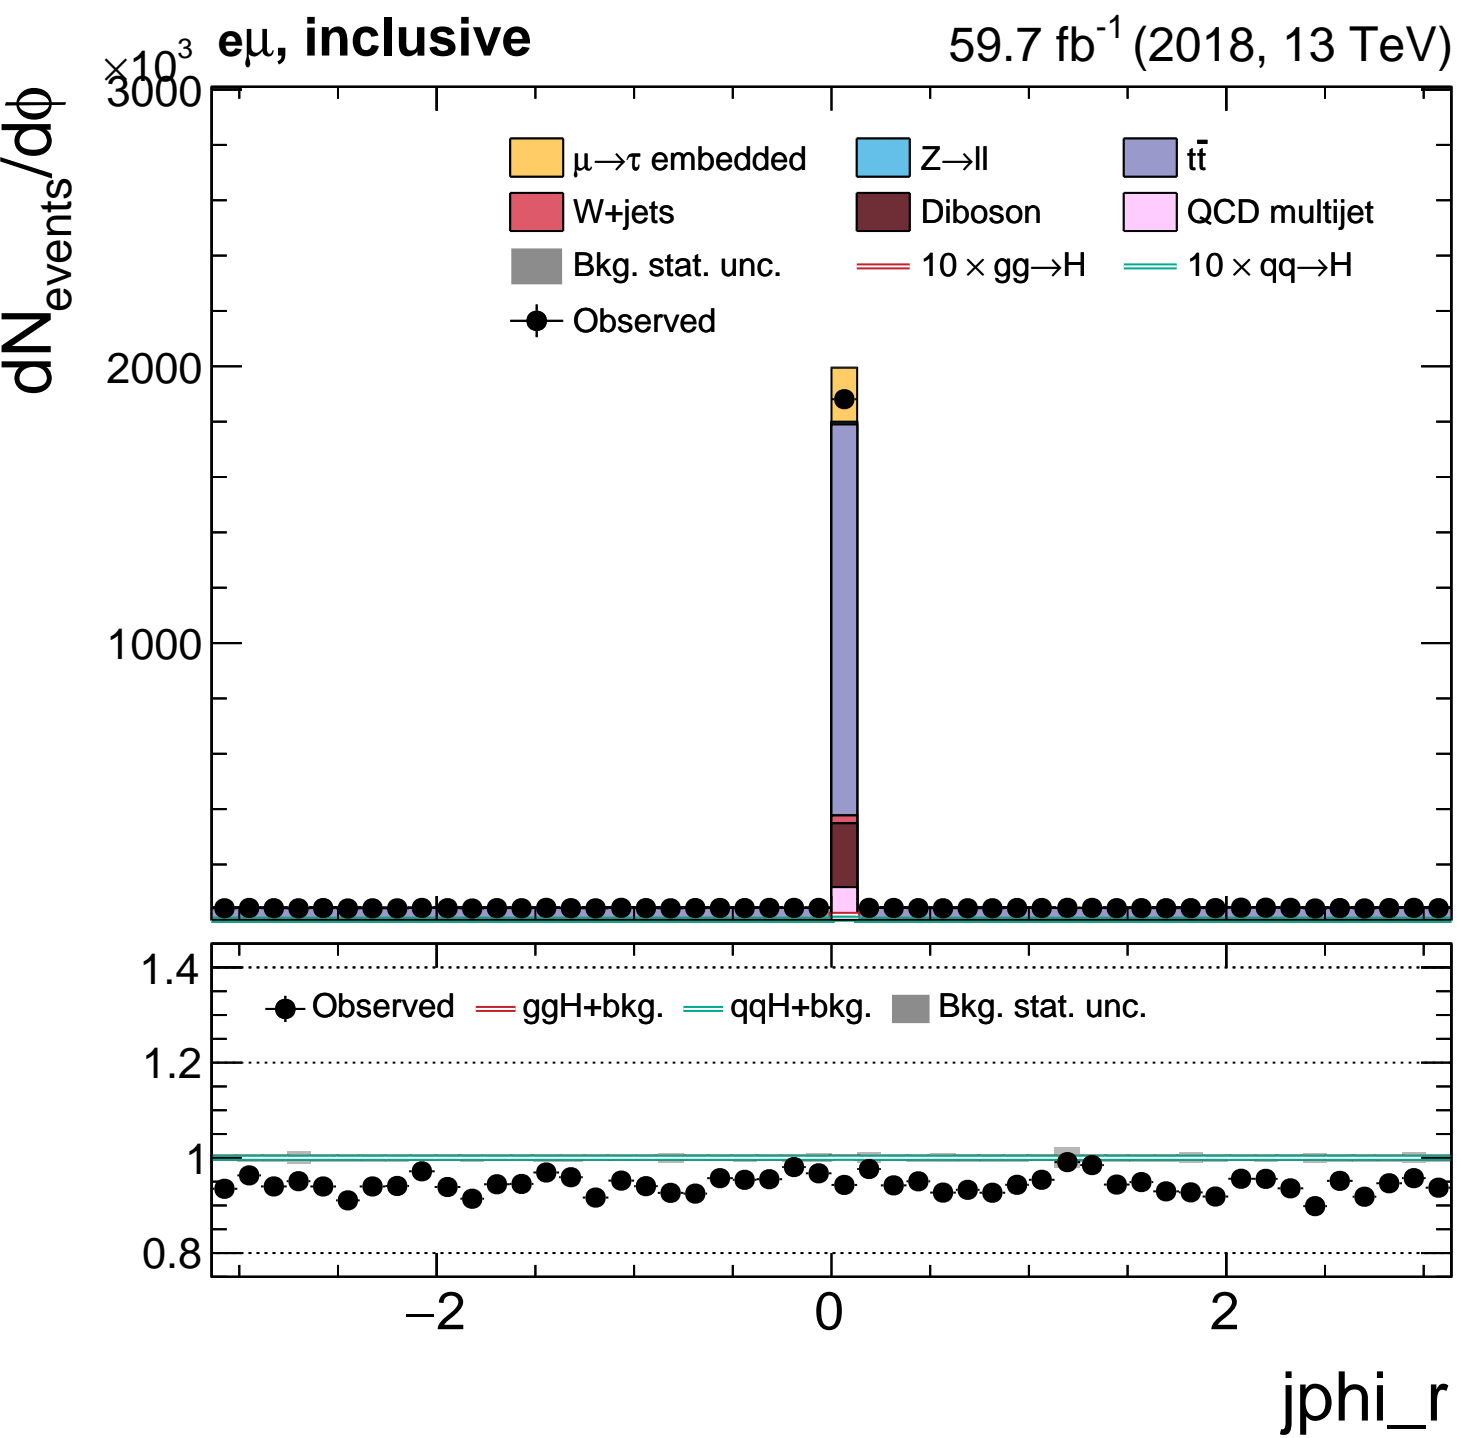 eμ, inclusive 59.7 fb⁻¹ (2018, 13 TeV)
×10³
3000
2000
1000
dN_events/dϕ
μ→τ embedded Z→ll tt̄
W+jets Diboson QCD multijet
Bkg. stat. unc. 10 × gg→H 10 × qq→H
Observed
1.4
1.2
1
0.8
Observed ggH+bkg. qqH+bkg. Bkg. stat. unc.
−2 0 2
jphi_r